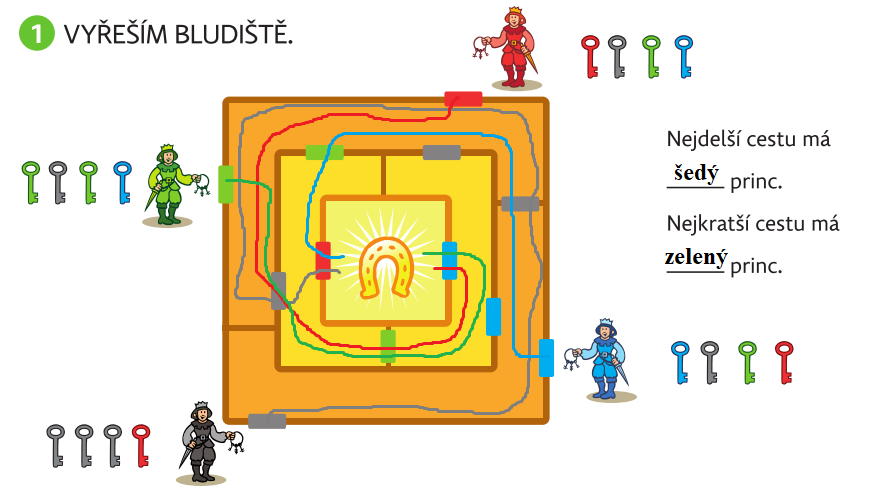 1 VYŘEŠÍM BLUDIŠTĚ.
Nejdelší cestu má
šedý princ.
Nejkratší cestu má
zelený princ.